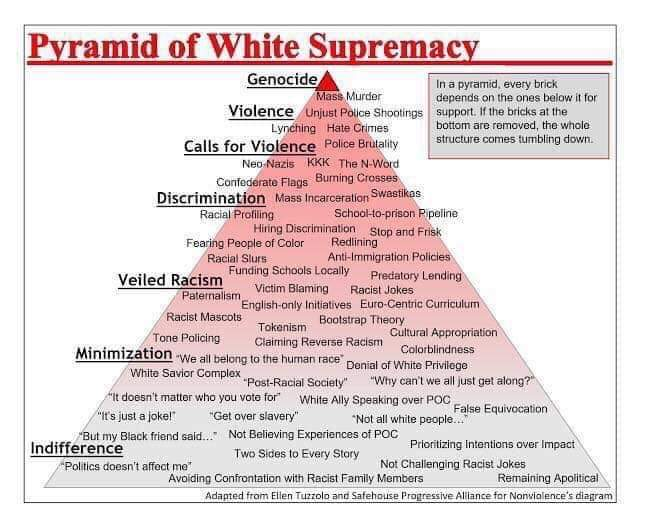 Pyramid of White Supremacy
In a pyramid, every brick
depends on the ones below it for
support. If the bricks at the
bottom are removed, the whole
structure comes tumbling down.
Genocide
Mass Murder
Violence Unjust Police Shootings
Lynching Hate Crimes
Calls for Violence Police Brutality
Neo-Nazis KKK The N-Word
Confederate Flags Burning Crosses
Discrimination Mass Incarceration Swastikas
Racial Profiling School-to-prison Pipeline
Hiring Discrimination Stop and Frisk
Fearing People of Color Redlining
Racial Slurs Anti-Immigration Policies
Funding Schools Locally Predatory Lending
Veiled Racism Victim Blaming Racist Jokes
Paternalism English-only Initiatives Euro-Centric Curriculum
Racist Mascots Bootstrap Theory
Tokenism Cultural Appropriation
Tone Policing Claiming Reverse Racism
Colorblindness
Minimization "We all belong to the human race" Denial of White Privilege
White Savior Complex "Post-Racial Society" "Why can't we all just get along?"
"It doesn't matter who you vote for" White Ally Speaking over POC
False Equivocation
"It's just a joke!" "Get over slavery" "Not all white people…"
"But my Black friend said…" Not Believing Experiences of POC
Prioritizing Intentions over Impact
Indifference Two Sides to Every Story
"Politics doesn't affect me" Not Challenging Racist Jokes
Avoiding Confrontation with Racist Family Members Remaining Apolitical
Adapted from Ellen Tuzzolo and Safehouse Progressive Alliance for Nonviolence's diagram